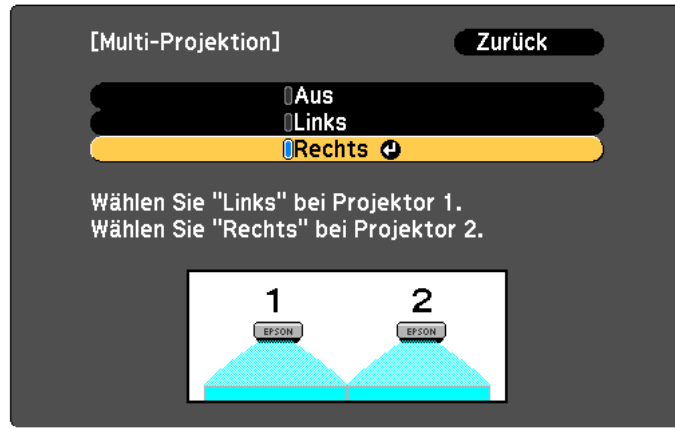 [Multi-Projektion] Zurück
Aus
Links
Rechts
Wählen Sie "Links" bei Projektor 1.
Wählen Sie "Rechts" bei Projektor 2.
1 2
EPSON EPSON